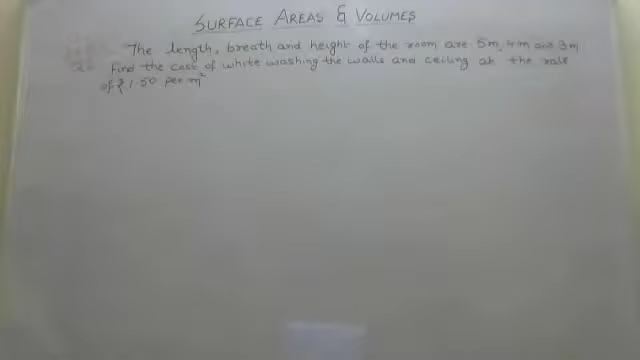 SURFACE AREAS & VOLUMES
The length, breath and height of the room are 5m, 4m and 3m
Find the cost of white washing the walls and ceiling at the rate
of ₹ 1.50 per m²